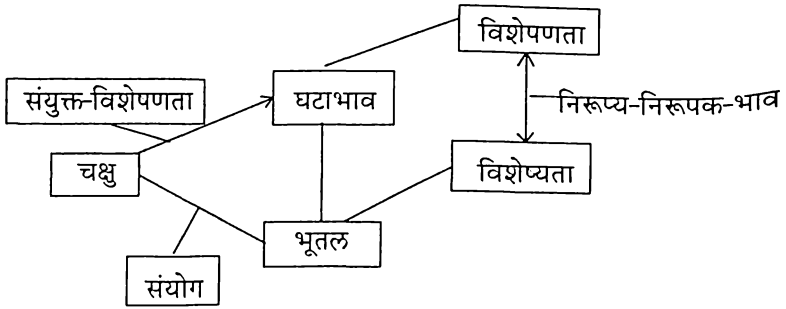 विशेषणता
संयुक्त-विशेषणता
घटाभाव
निरूप्य-निरूपक-भाव
चक्षु
विशेष्यता
भूतल
संयोग